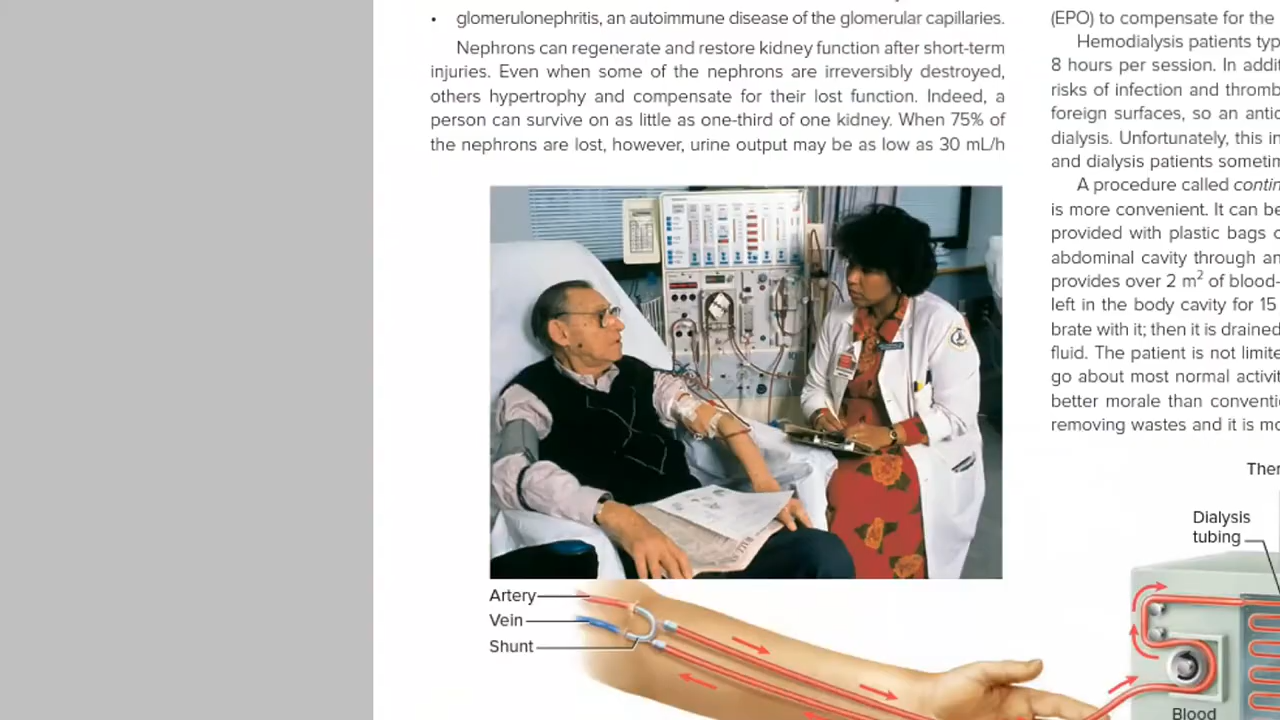 • glomerulonephritis, an autoimmune disease of the glomerular capillaries.
Nephrons can regenerate and restore kidney function after short-term
injuries. Even when some of the nephrons are irreversibly destroyed,
others hypertrophy and compensate for their lost function. Indeed, a
person can survive on as little as one-third of one kidney. When 75% of
the nephrons are lost, however, urine output may be as low as 30 mL/h
(EPO) to compensate for the
Hemodialysis patients typ
8 hours per session. In addit
risks of infection and thromb
foreign surfaces, so an antic
dialysis. Unfortunately, this in
and dialysis patients sometin
A procedure called contin
is more convenient. It can be
provided with plastic bags o
abdominal cavity through an
provides over 2 m² of blood-
left in the body cavity for 15
brate with it; then it is drained
fluid. The patient is not limite
go about most normal activit
better morale than conventio
removing wastes and it is mo
Artery
Vein
Shunt
Ther
Dialysis
tubing
Blood